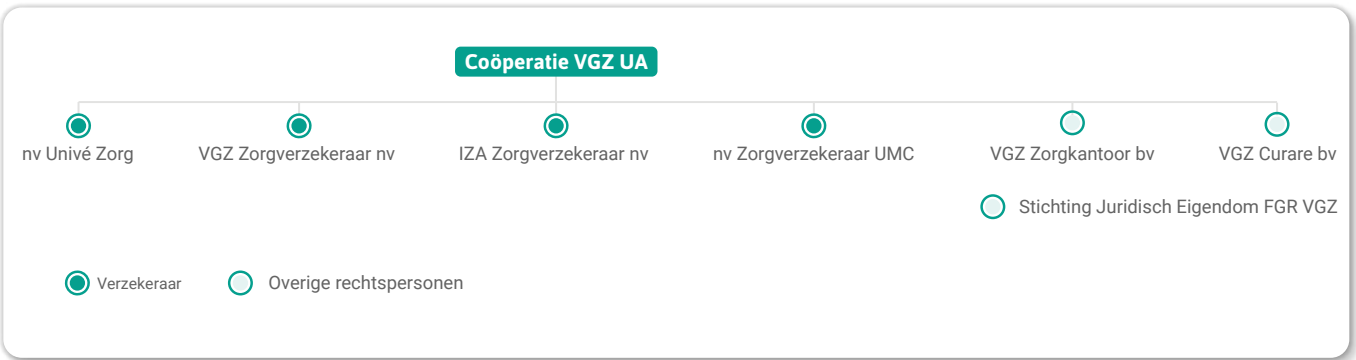 Coöperatie VGZ UA
nv Univé Zorg
VGZ Zorgverzekeraar nv
IZA Zorgverzekeraar nv
nv Zorgverzekeraar UMC
VGZ Zorgkantoor bv
VGZ Curare bv
Stichting Juridisch Eigendom FGR VGZ
Verzekeraar
Overige rechtspersonen